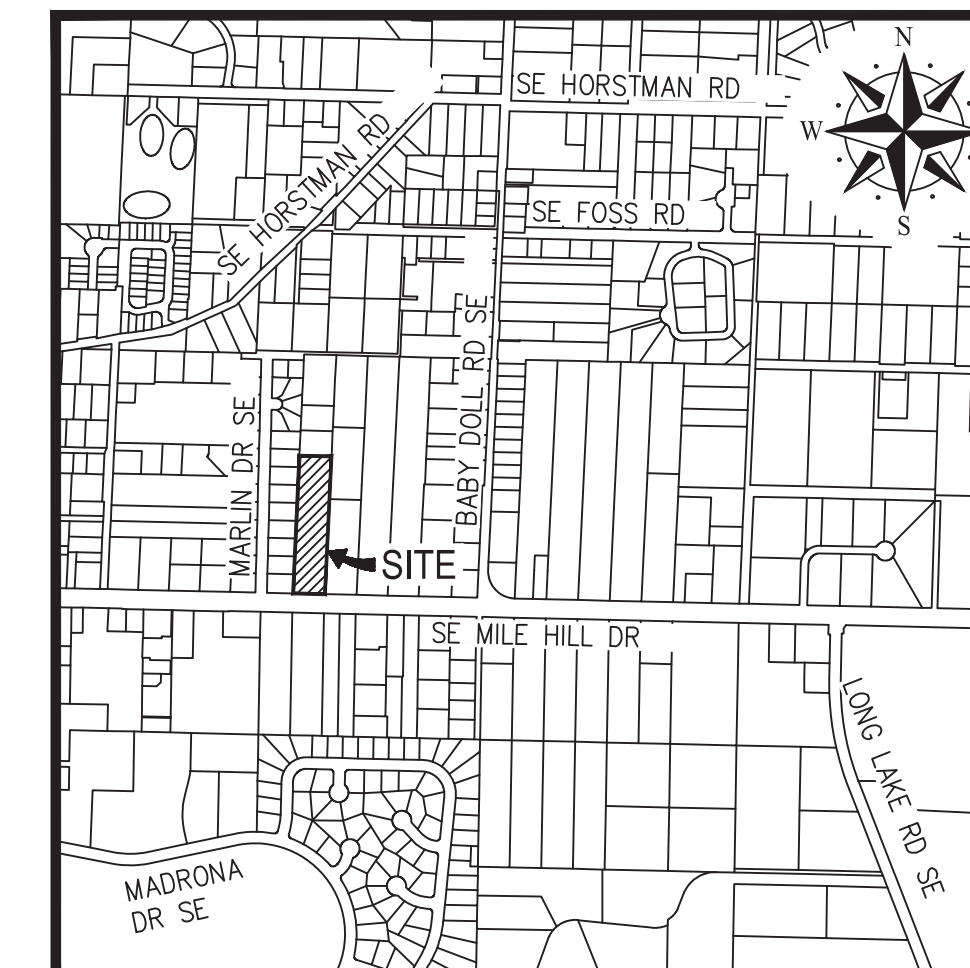 N
SE HORSTMAN RD
W
SE HORSTMAN RD
SE FOSS RD
S
BABY DOLL RD SE
MARLIN DR SE
SITE
SE MILE HILL DR
LONG LAKE RD SE
MADRONA
DR SE